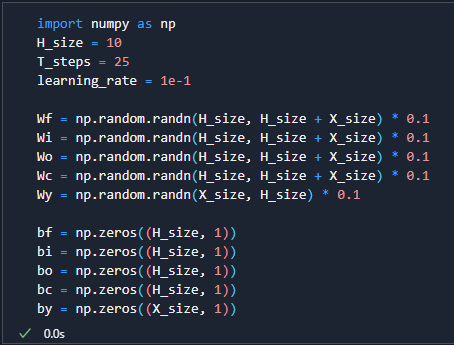 import numpy as np
H_size = 10
T_steps = 25
learning_rate = 1e-1

Wf = np.random.randn(H_size, H_size + X_size) * 0.1
Wi = np.random.randn(H_size, H_size + X_size) * 0.1
Wo = np.random.randn(H_size, H_size + X_size) * 0.1
Wc = np.random.randn(H_size, H_size + X_size) * 0.1
Wy = np.random.randn(X_size, H_size) * 0.1

bf = np.zeros((H_size, 1))
bi = np.zeros((H_size, 1))
bo = np.zeros((H_size, 1))
bc = np.zeros((H_size, 1))
by = np.zeros((X_size, 1))
0.0s